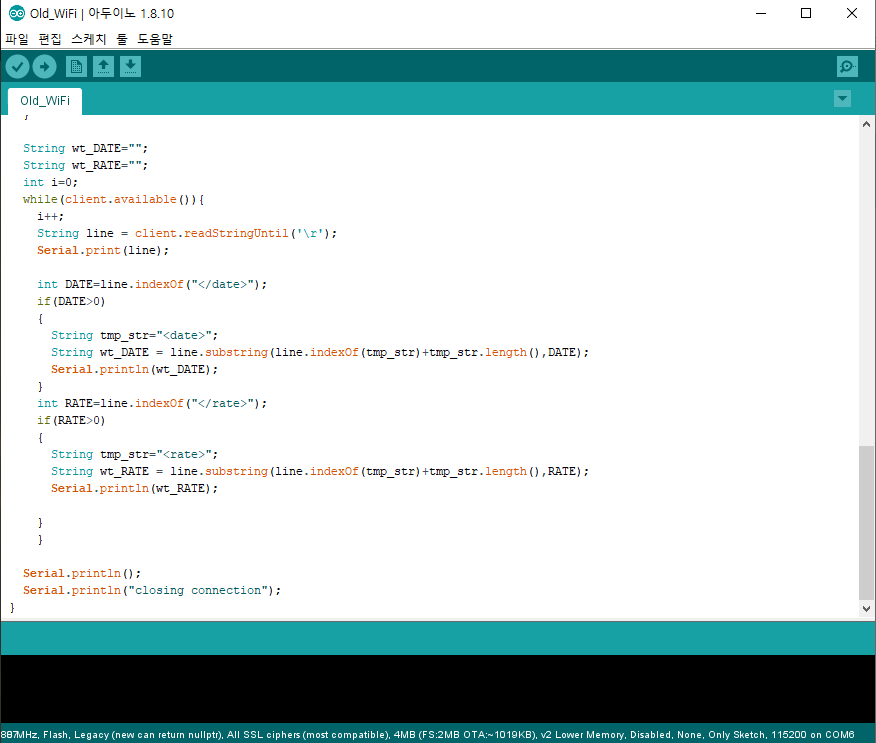 Old_WiFi | 아두이노 1.8.10
파일 편집 스케치 툴 도움말
Old_WiFi
}
String wt_DATE="";
String wt_RATE="";
int i=0;
while(client.available()){
i++;
String line = client.readStringUntil('\r');
Serial.print(line);
int DATE=line.indexOf("</date>");
if(DATE>0)
{
String tmp_str="<date>";
String wt_DATE = line.substring(line.indexOf(tmp_str)+tmp_str.length(),DATE);
Serial.println(wt_DATE);
}
int RATE=line.indexOf("</rate>");
if(RATE>0)
{
String tmp_str="<rate>";
String wt_RATE = line.substring(line.indexOf(tmp_str)+tmp_str.length(),RATE);
Serial.println(wt_RATE);
}
}
Serial.println();
Serial.println("closing connection");
}
887MHz, Flash, Legacy (new can return nullptr), All SSL ciphers (most compatible), 4MB (FS:2MB OTA:~1019KB), v2 Lower Memory, Disabled, None, Only Sketch, 115200 on COM6